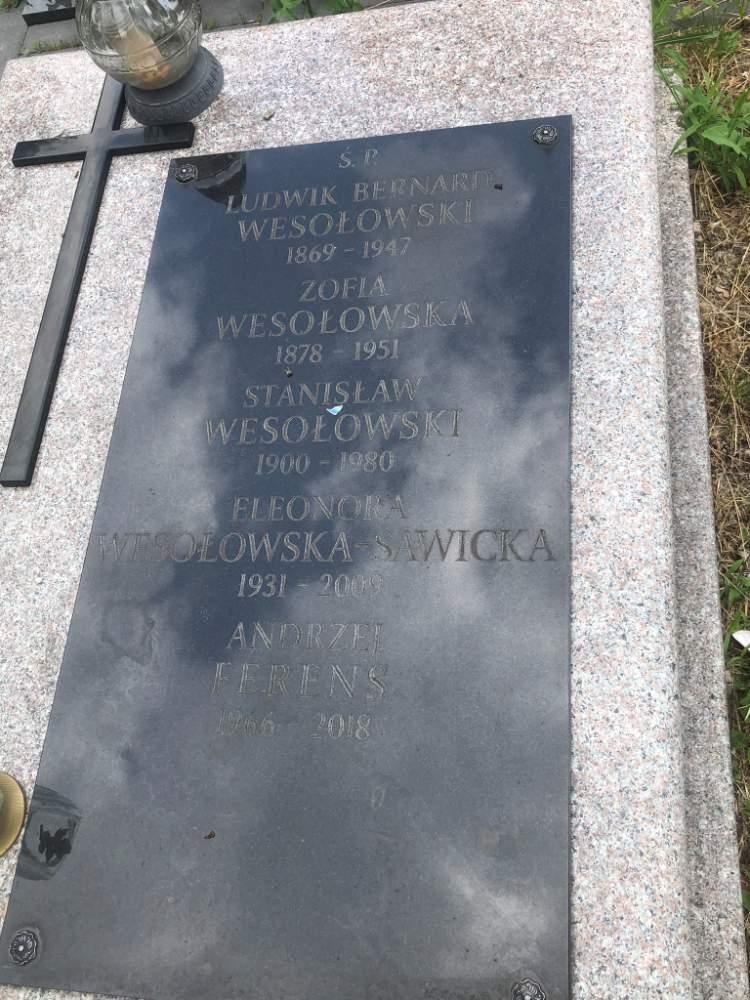 Ś. P.
LUDWIK BERNARD
WESOŁOWSKI
1869 - 1947
ZOFIA
WESOŁOWSKA
1878 - 1951
STANISŁAW
WESOŁOWSKI
1900 - 1980
ELEONORA
WESOŁOWSKA-SAWICKA
1931 - 2009
ANDRZEJ
FERENS
1966 - 2018